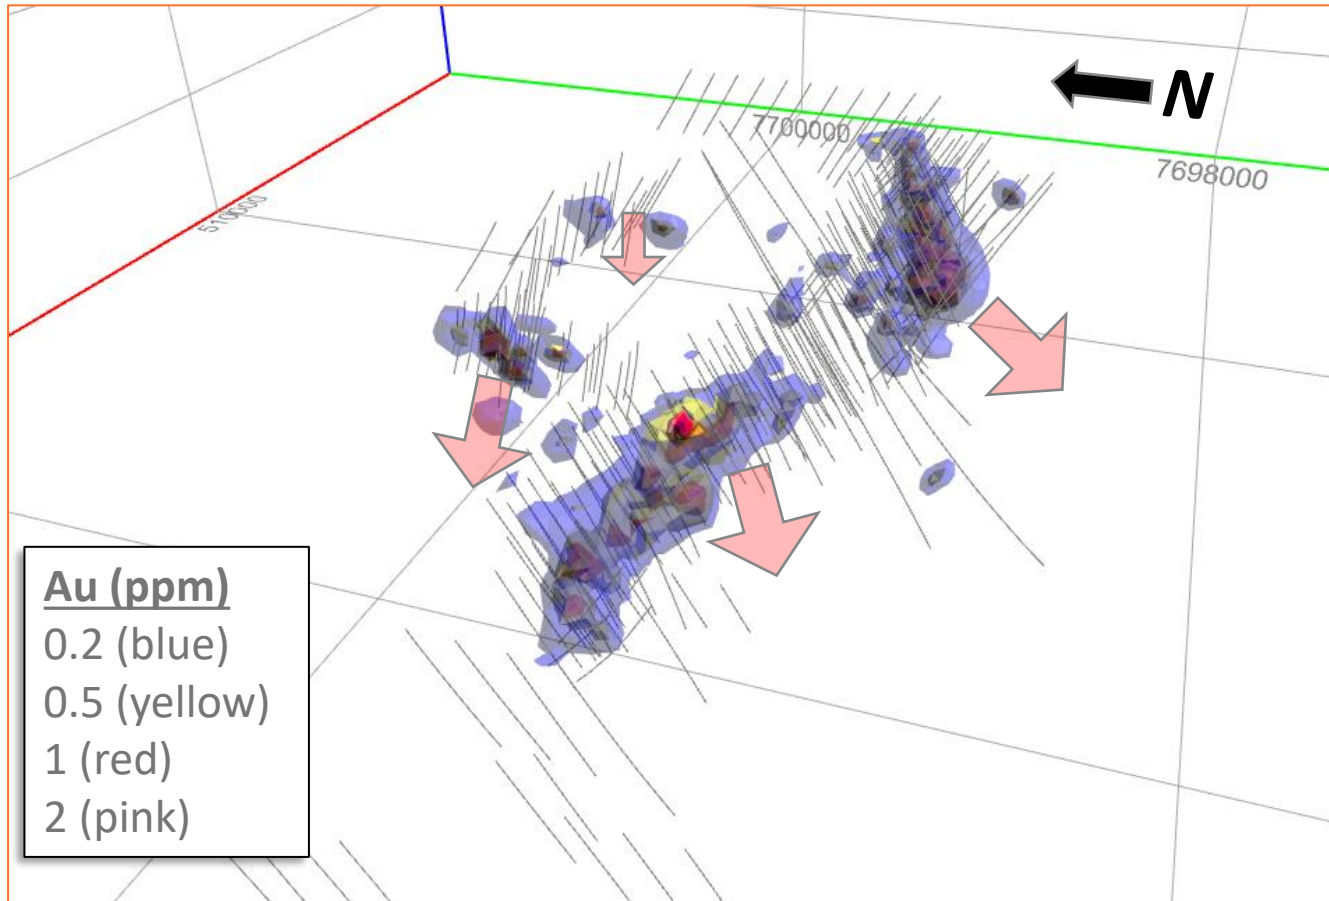 N
7700000
7698000
510000
Au (ppm)
0.2 (blue)
0.5 (yellow)
1 (red)
2 (pink)